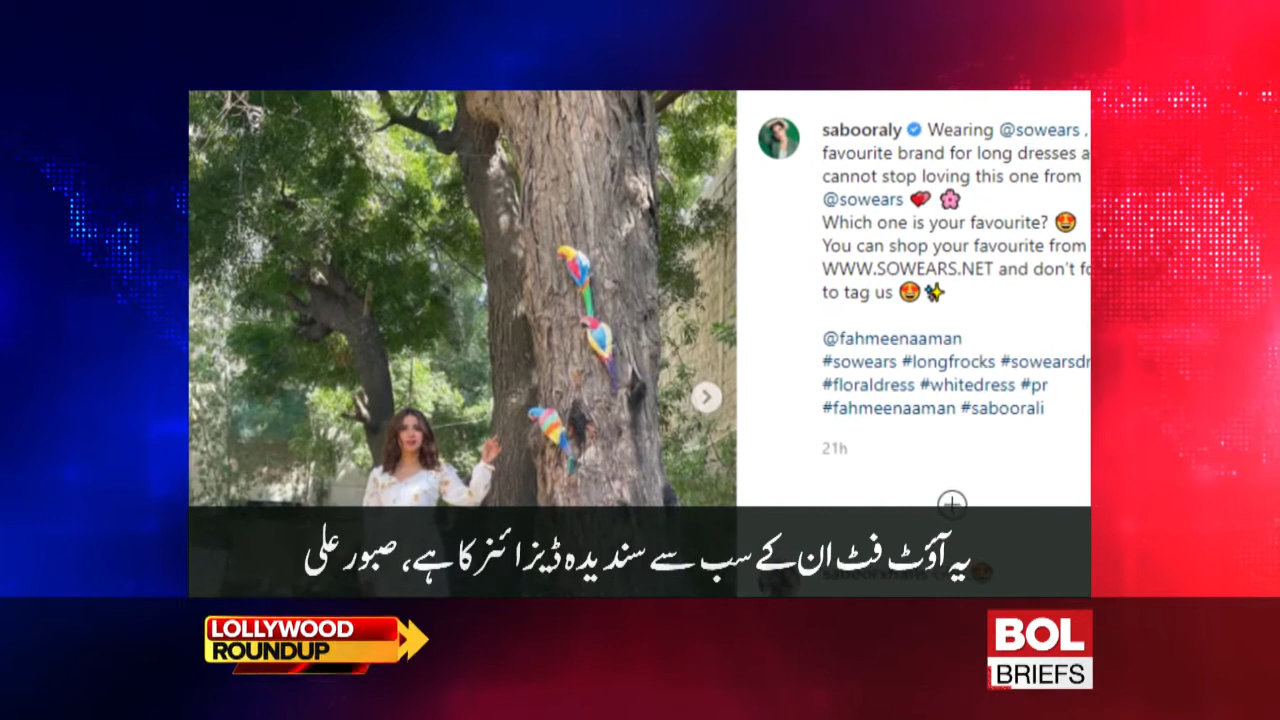 sabooraly Wearing @sowears ,
favourite brand for long dresses a
cannot stop loving this one from
@sowears ❤️ 🌸
Which one is your favourite? 😍
You can shop your favourite from
WWW.SOWEARS.NET and don't fo
to tag us 😍✨
@fahmeenaaman
#sowears #longfrocks #sowearsdr
#floraldress #whitedress #pr
#fahmeenaaman #saboorali
21h
یہ آؤٹ فٹ ان کے سب سے سندیدہ ڈیزائنز کا ہے، صبور علی
LOLLYWOOD
ROUNDUP
BOL
BRIEFS